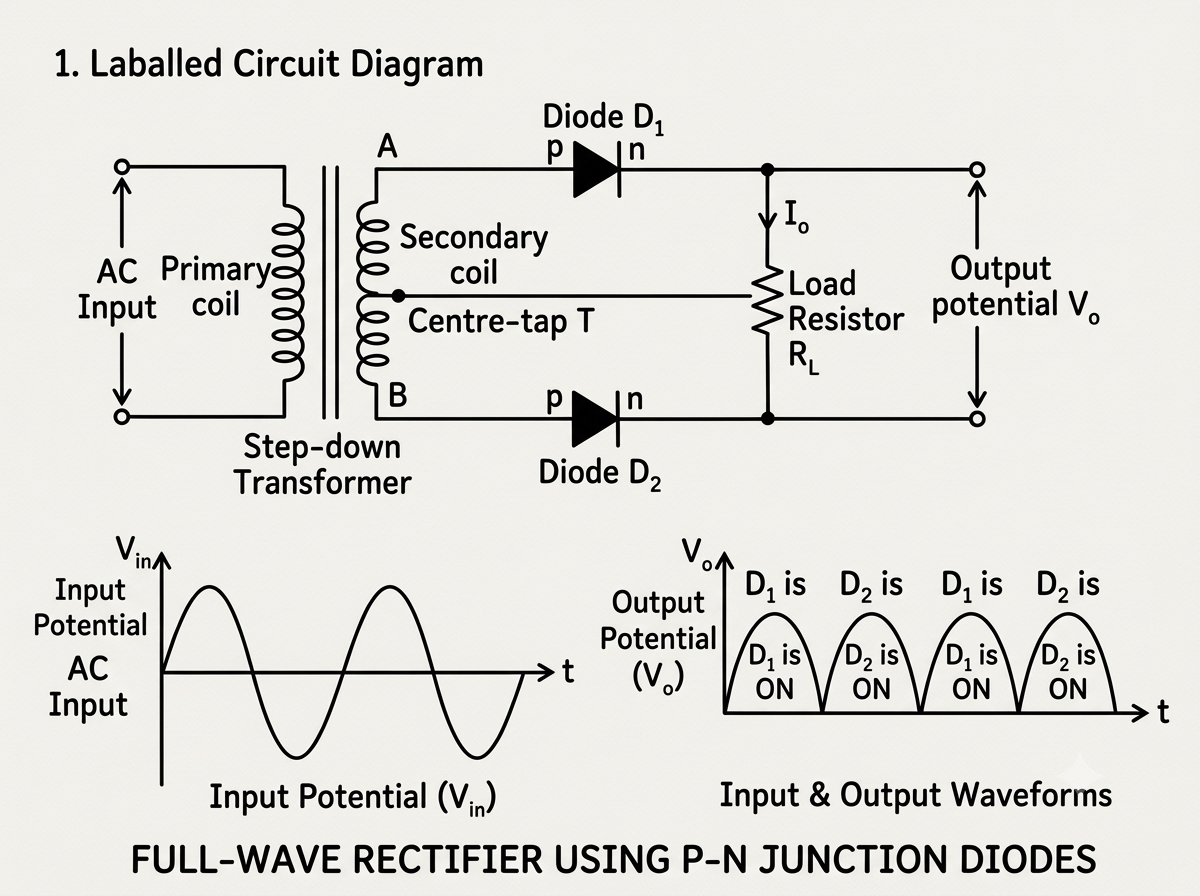 1. Laballed Circuit Diagram
Diode D₁
A
p
n
Iₒ
AC
Input
Primary
coil
Secondary
coil
Centre-tap T
Load
Resistor
R_L
Output
potential Vₒ
B
p
n
Step-down
Transformer
Diode D₂
V_in
Input
Potential
AC
Input
t
Input Potential (V_in)
Vₒ
Output
Potential
(Vₒ)
D₁ is
D₂ is
D₁ is
D₂ is
D₁ is
ON
D₂ is
ON
D₁ is
ON
D₂ is
ON
t
Input & Output Waveforms
FULL-WAVE RECTIFIER USING P-N JUNCTION DIODES